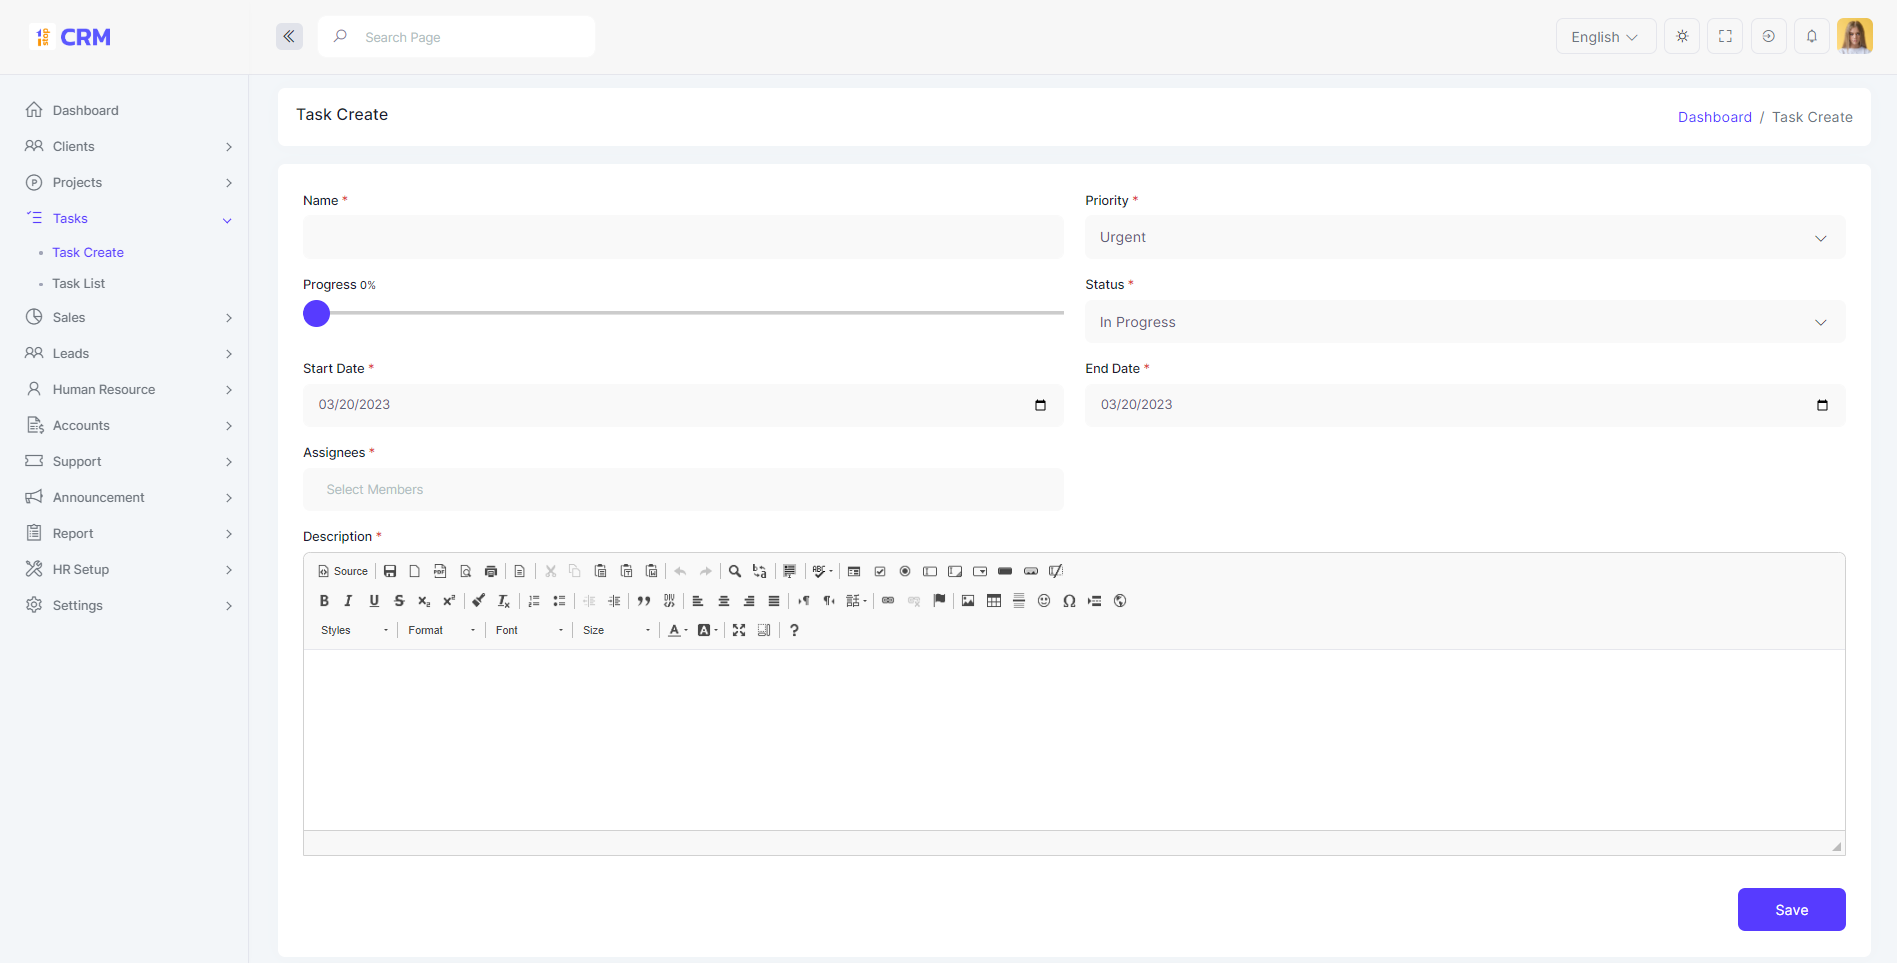 1 stop CRM
Search Page
English
Dashboard
Clients
Projects
Tasks
Task Create
Task List
Sales
Leads
Human Resource
Accounts
Support
Announcement
Report
HR Setup
Settings
Task Create
Dashboard / Task Create
Name *
Priority *
Urgent
Progress 0%
Status *
In Progress
Start Date *
03/20/2023
End Date *
03/20/2023
Assignees *
Select Members
Description *
Source
Styles Format Font Size
Save